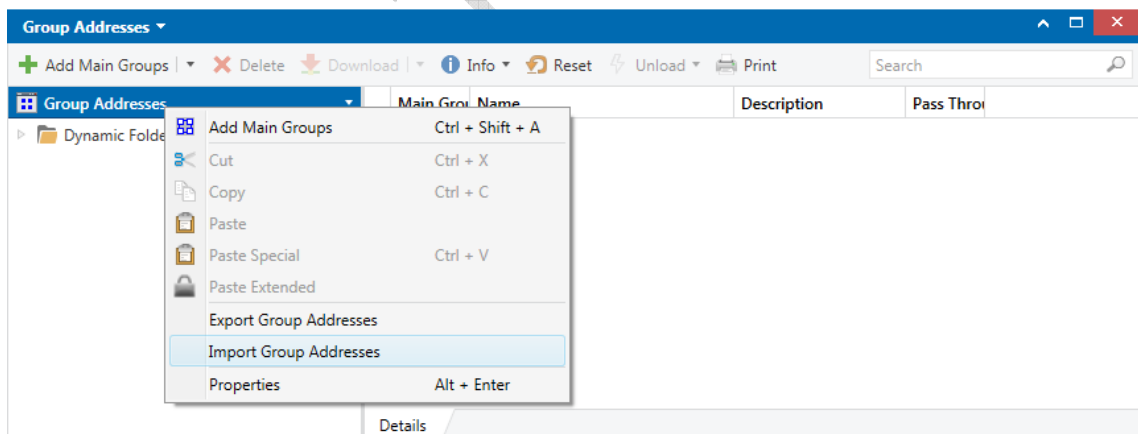 Group Addresses
Add Main Groups Delete Download Info Reset Unload Print Search
Group Addresses Main Grou Name Description Pass Throu
Dynamic Folde
Add Main Groups Ctrl + Shift + A
Cut Ctrl + X
Copy Ctrl + C
Paste
Paste Special Ctrl + V
Paste Extended
Export Group Addresses
Import Group Addresses
Properties Alt + Enter
Details